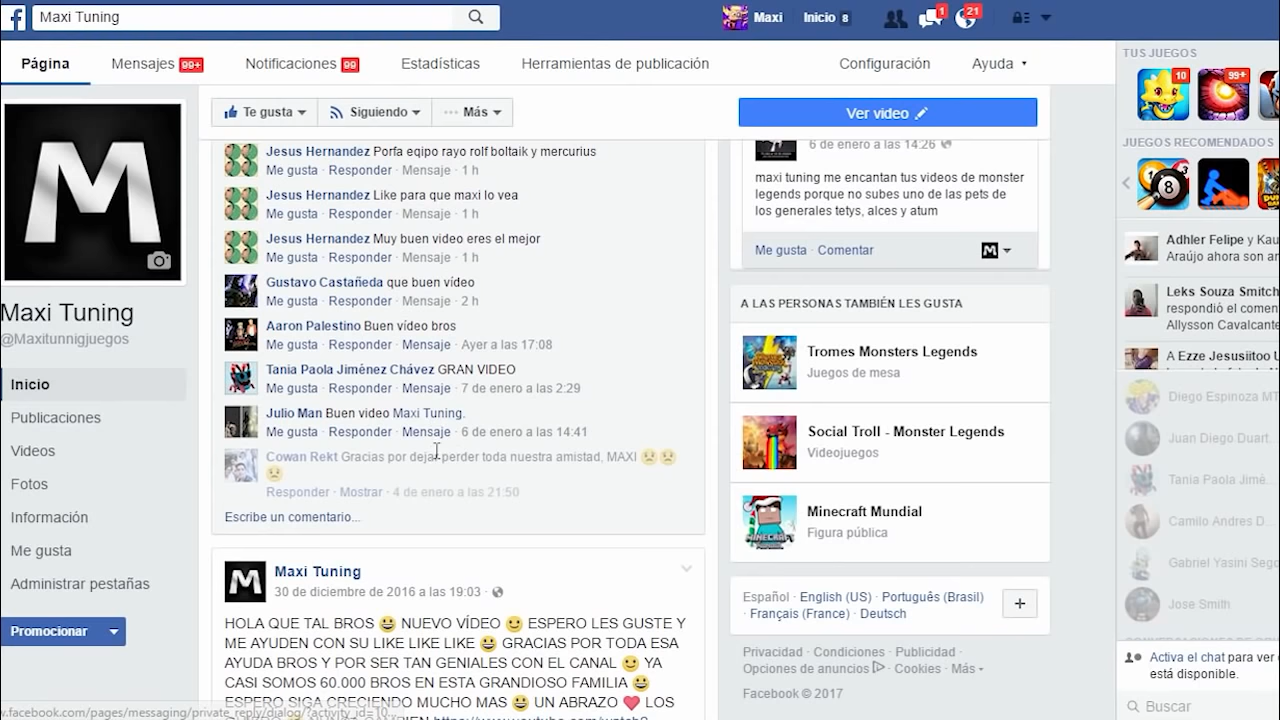 Maxi Tuning
Maxi
Inicio 8
1
21
Página
Mensajes 99+
Notificaciones 99
Estadísticas
Herramientas de publicación
Configuración
Ayuda
Te gusta
Siguiendo
Más
Ver video
M
Maxi Tuning
@Maxitunnigjuegos
Inicio
Publicaciones
Videos
Fotos
Información
Me gusta
Administrar pestañas
Promocionar
Jesus Hernandez Porfa eqipo rayo rolf boltaik y mercurius
Me gusta · Responder · Mensaje · 1 h
Jesus Hernandez Like para que maxi lo vea
Me gusta · Responder · Mensaje · 1 h
Jesus Hernandez Muy buen video eres el mejor
Me gusta · Responder · Mensaje · 1 h
Gustavo Castañeda que buen vídeo
Me gusta · Responder · Mensaje · 2 h
Aaron Palestino Buen vídeo bros
Me gusta · Responder · Mensaje · Ayer a las 17:08
Tania Paola Jiménez Chávez GRAN VIDEO
Me gusta · Responder · Mensaje · 7 de enero a las 2:29
Julio Man Buen video Maxi Tuning.
Me gusta · Responder · Mensaje · 6 de enero a las 14:41
Cowan Rekt Gracias por dejar perder toda nuestra amistad, MAXI 😟😟
😟
Responder · Mostrar · 4 de enero a las 21:50
Escribe un comentario...
M
Maxi Tuning
30 de diciembre de 2016 a las 19:03 ·
HOLA QUE TAL BROS 😀 NUEVO VÍDEO 🙂 ESPERO LES GUSTE Y
ME AYUDEN CON SU LIKE LIKE LIKE 😀 GRACIAS POR TODA ESA
AYUDA BROS Y POR SER TAN GENIALES CON EL CANAL 🙂 YA
CASI SOMOS 60.000 BROS EN ESTA GRANDIOSO FAMILIA 😀
ESPERO SIGA CRECIENDO MUCHO MAS 😀 UN ABRAZO ❤ LOS
6 de enero a las 14:26
maxi tuning me encantan tus videos de monster
legends porque no subes uno de las pets de
los generales tetys, alces y atum
Me gusta · Comentar
M
A LAS PERSONAS TAMBIÉN LES GUSTA
Tromes Monsters Legends
Juegos de mesa
Social Troll - Monster Legends
Videojuegos
Minecraft Mundial
Figura pública
Español · English (US) · Português (Brasil)
· Français (France) · Deutsch
+
Privacidad · Condiciones · Publicidad ·
Opciones de anuncios · Cookies · Más
Facebook © 2017
TUS JUEGOS
10
99+
JUEGOS RECOMENDADOS
8
Adhler Felipe y Kau
Araújo ahora son am
Leks Souza Smitch
respondió el comen
Allysson Cavalcante
A Ezze Jesusiitoo L
Diego Espinoza MT
Juan Diego Duart...
Tania Paola Jimé...
Camilo Andres D...
Gabriel Yasini Sego
Jose Smith
Activa el chat para ver
está disponible.
Buscar
w.facebook.com/pages/messaging/private_reply/dialog/?activity_id=10...